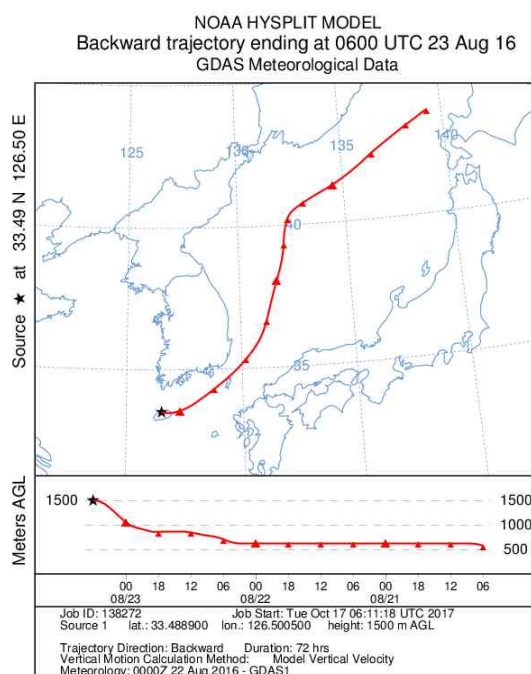 NOAA HYSPLIT MODEL
Backward trajectory ending at 0600 UTC 23 Aug 16
GDAS Meteorological Data
Source ★ at 33.49 N 126.50 E
125
130
135
140
40
35
Meters AGL
1500
1500
1000
500
00 18 12 06 00 18 12 06 00 18 12 06
08/23 08/22 08/21
Job ID: 138272 Job Start: Tue Oct 17 06:11:18 UTC 2017
Source 1 lat.: 33.488900 lon.: 126.500500 height: 1500 m AGL
Trajectory Direction: Backward Duration: 72 hrs
Vertical Motion Calculation Method: Model Vertical Velocity
Meteorology: 0000Z 22 Aug 2016 - GDAS1